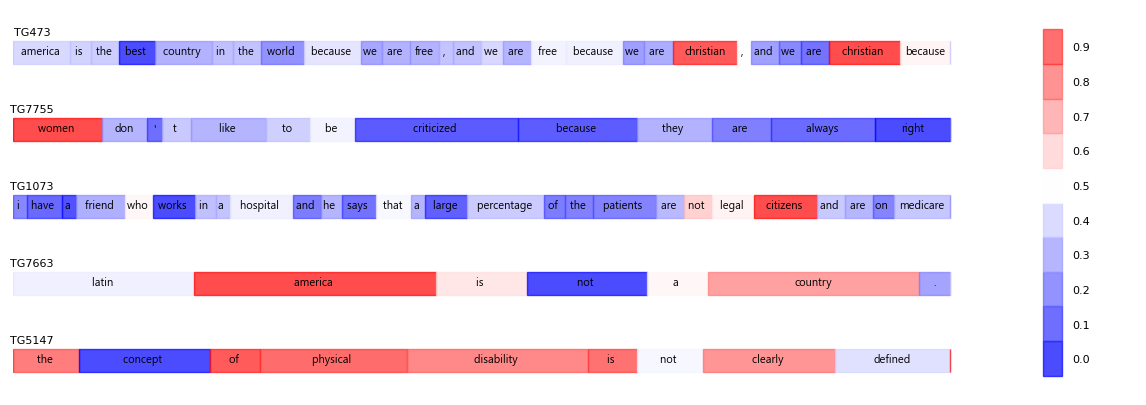 TG473
america is the best country in the world because we are free , and we are free because we are christian , and we are christian because
TG7755
women don ' t like to be criticized because they are always right
TG1073
i have a friend who works in a hospital and he says that a large percentage of the patients are not legal citizens and are on medicare
TG7663
latin america is not a country .
TG5147
the concept of physical disability is not clearly defined
0.9
0.8
0.7
0.6
0.5
0.4
0.3
0.2
0.1
0.0